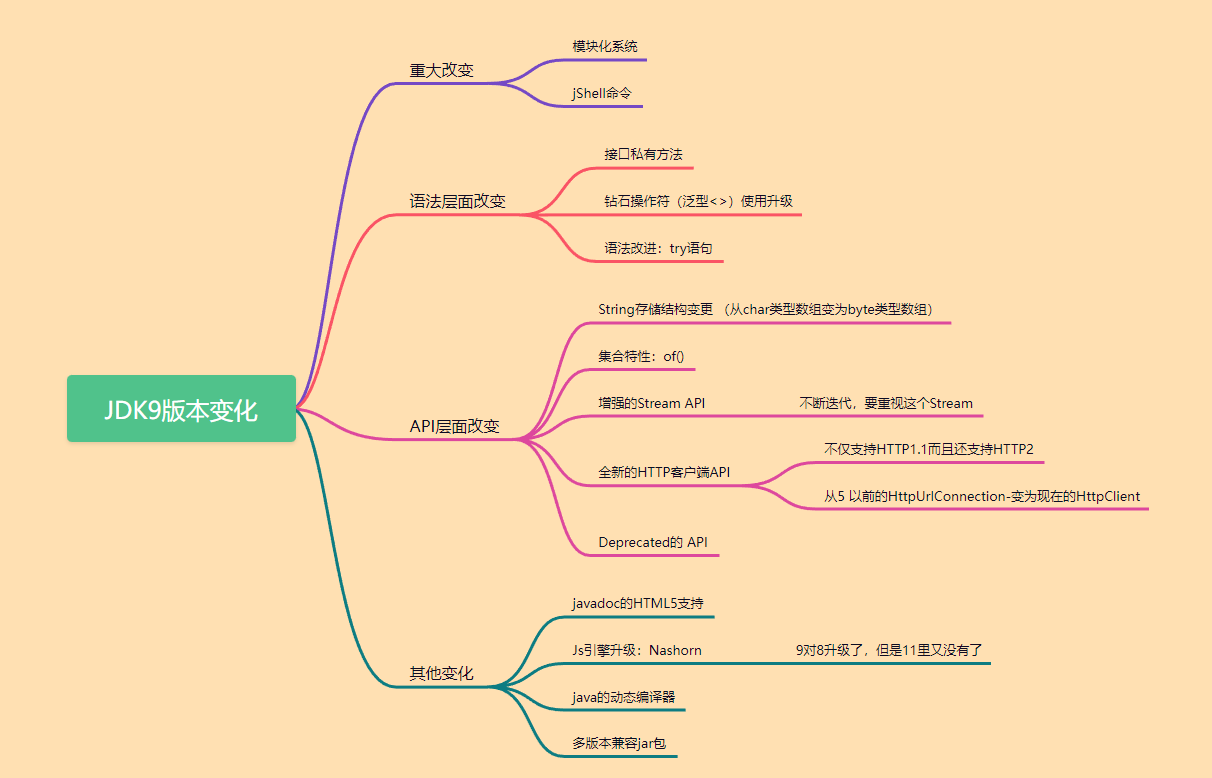 JDK9版本变化
重大改变
模块化系统
jShell命令
语法层面改变
接口私有方法
钻石操作符（泛型<>）使用升级
语法改进：try语句
API层面改变
String存储结构变更 （从char类型数组变为byte类型数组）
集合特性：of()
增强的Stream API
不断迭代，要重视这个Stream
全新的HTTP客户端API
不仅支持HTTP1.1而且还支持HTTP2
从5 以前的HttpUrlConnection-变为现在的HttpClient
Deprecated的 API
其他变化
javadoc的HTML5支持
Js引擎升级：Nashorn
9对8升级了，但是11里又没有了
java的动态编译器
多版本兼容jar包